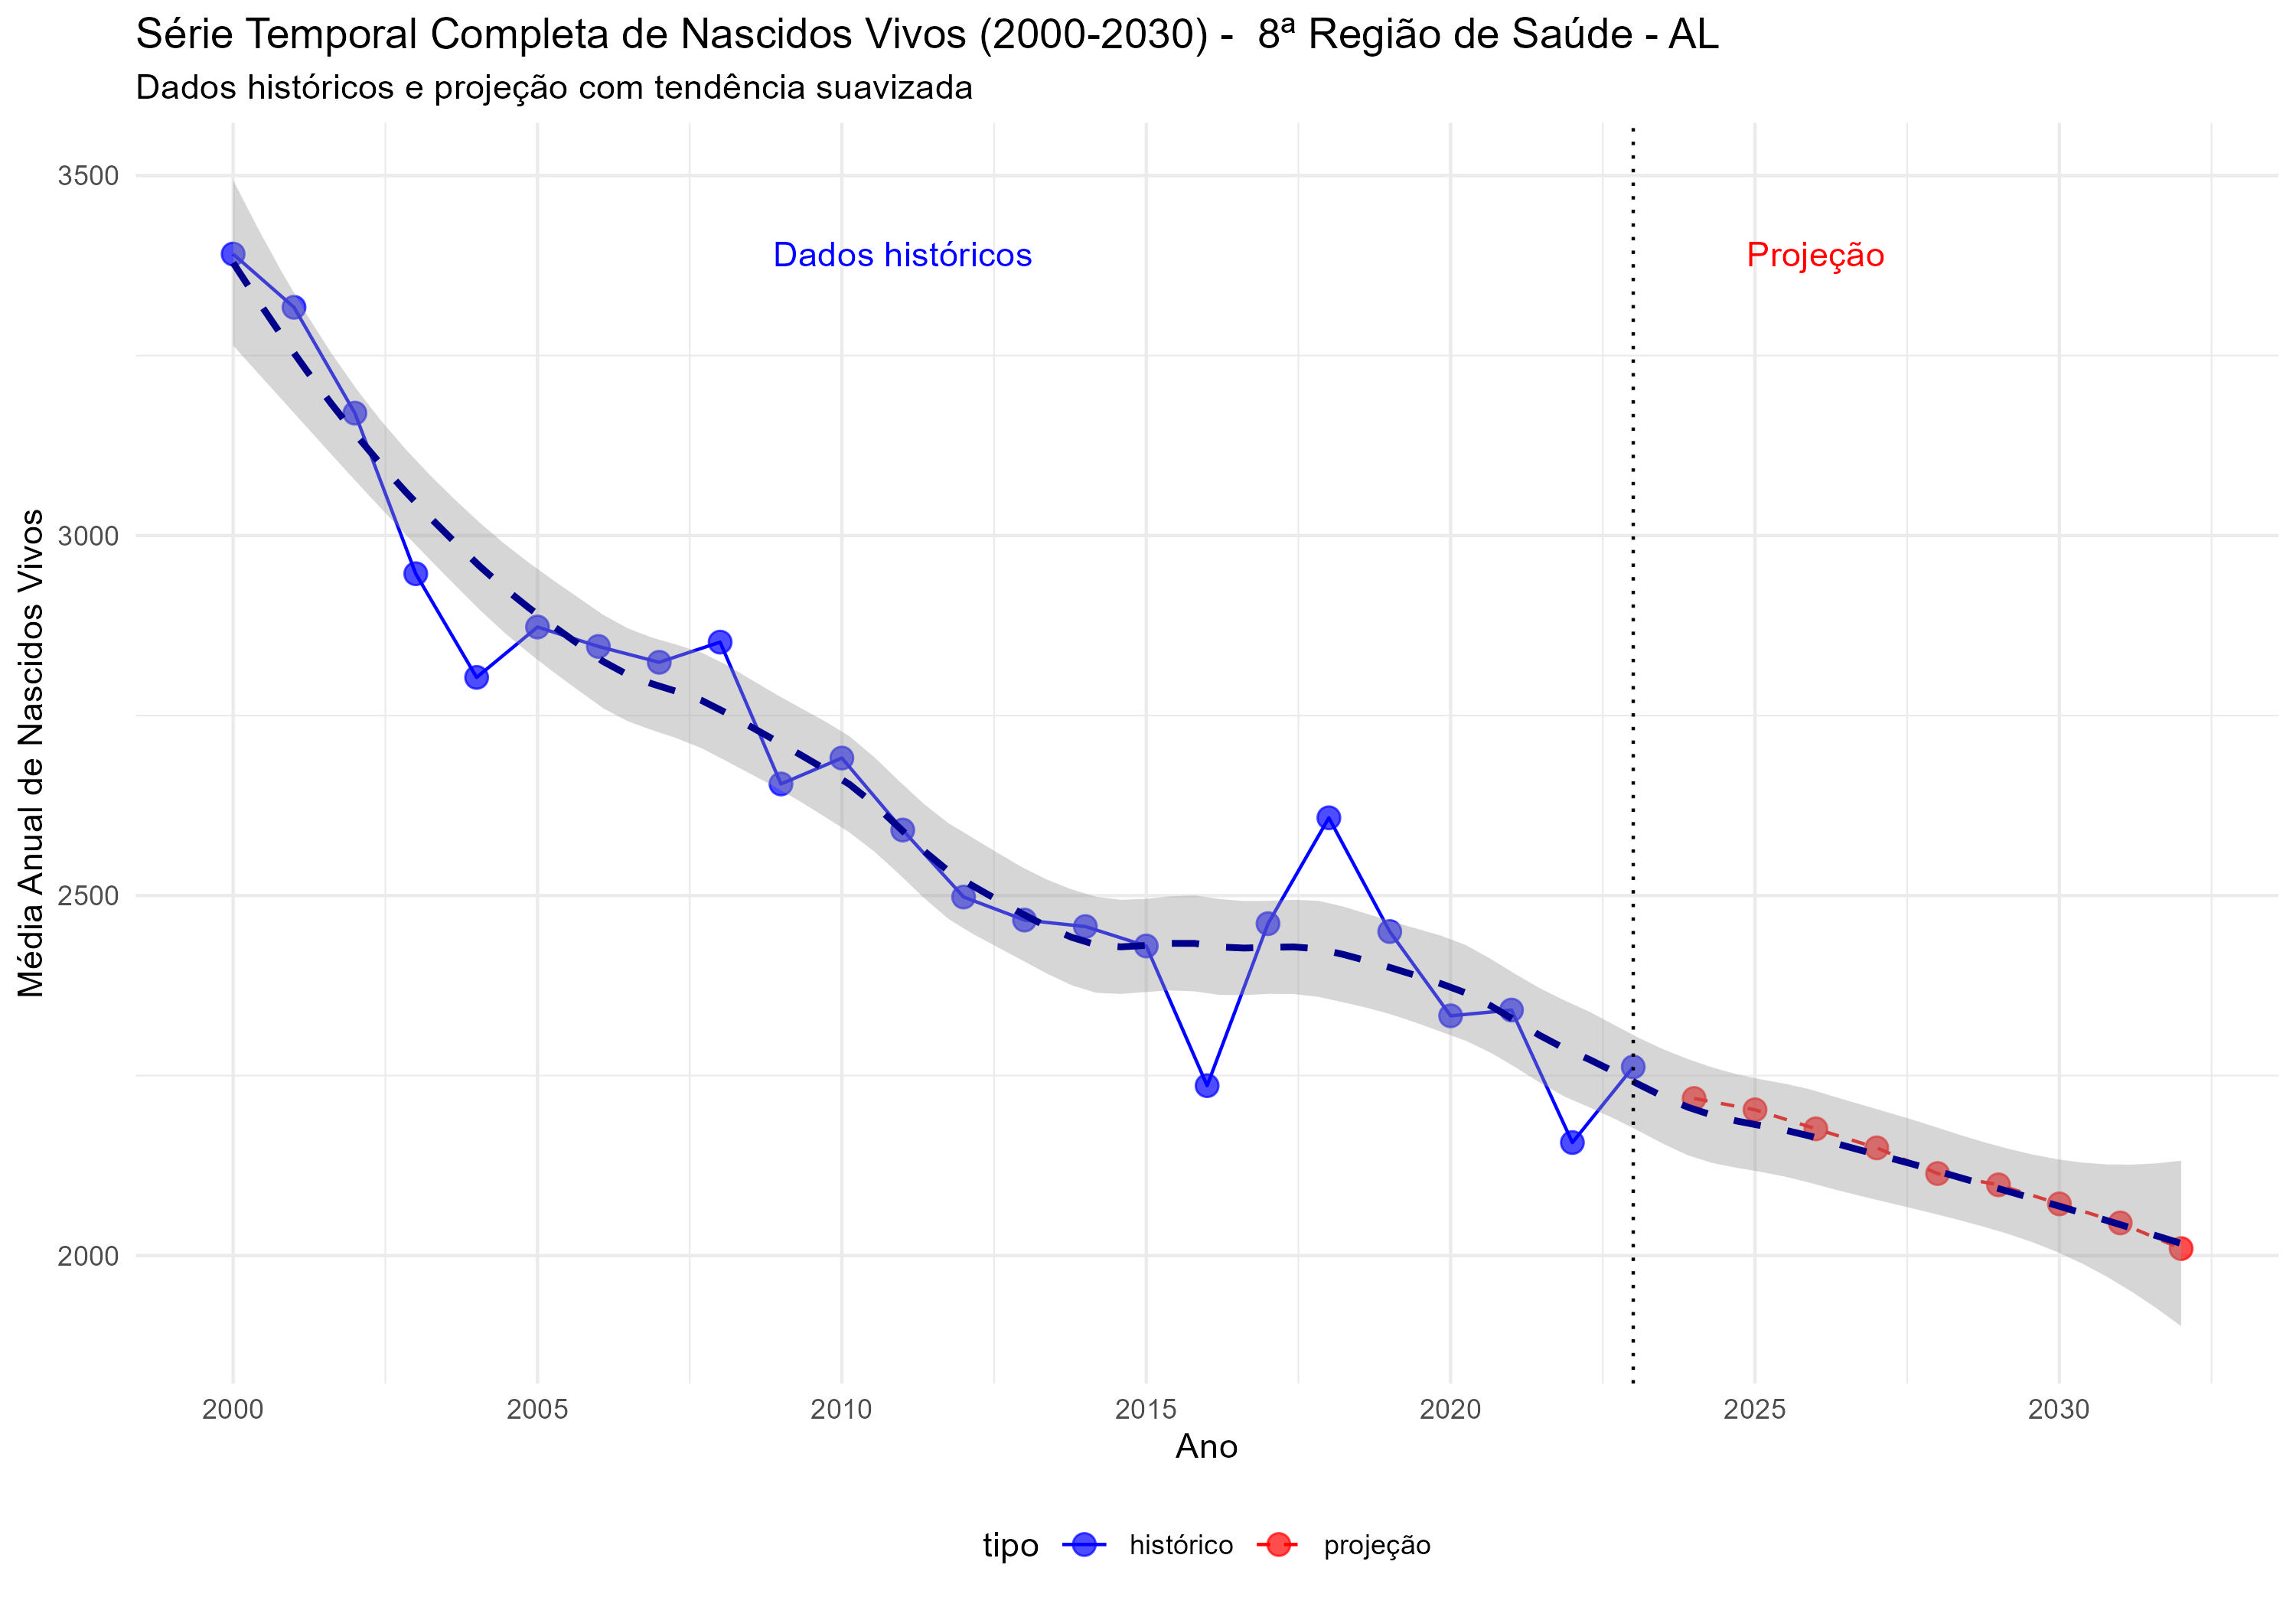 Série Temporal Completa de Nascidos Vivos (2000-2030) -  8ª Região de Saúde - AL
Dados históricos e projeção com tendência suavizada
Média Anual de Nascidos Vivos
3500
3000
2500
2000
Dados históricos
Projeção
2000
2005
2010
2015
2020
2025
2030
Ano
tipo
histórico
projeção